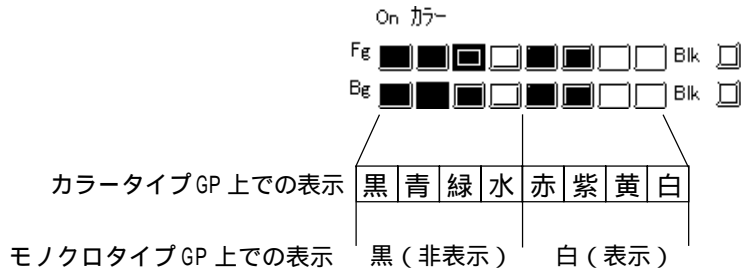 On カラー
Fg Blk
Bg Blk
カラータイプGP上での表示 黒 青 緑 水 赤 紫 黄 白
モノクロタイプGP上での表示 黒（非表示） 白（表示）